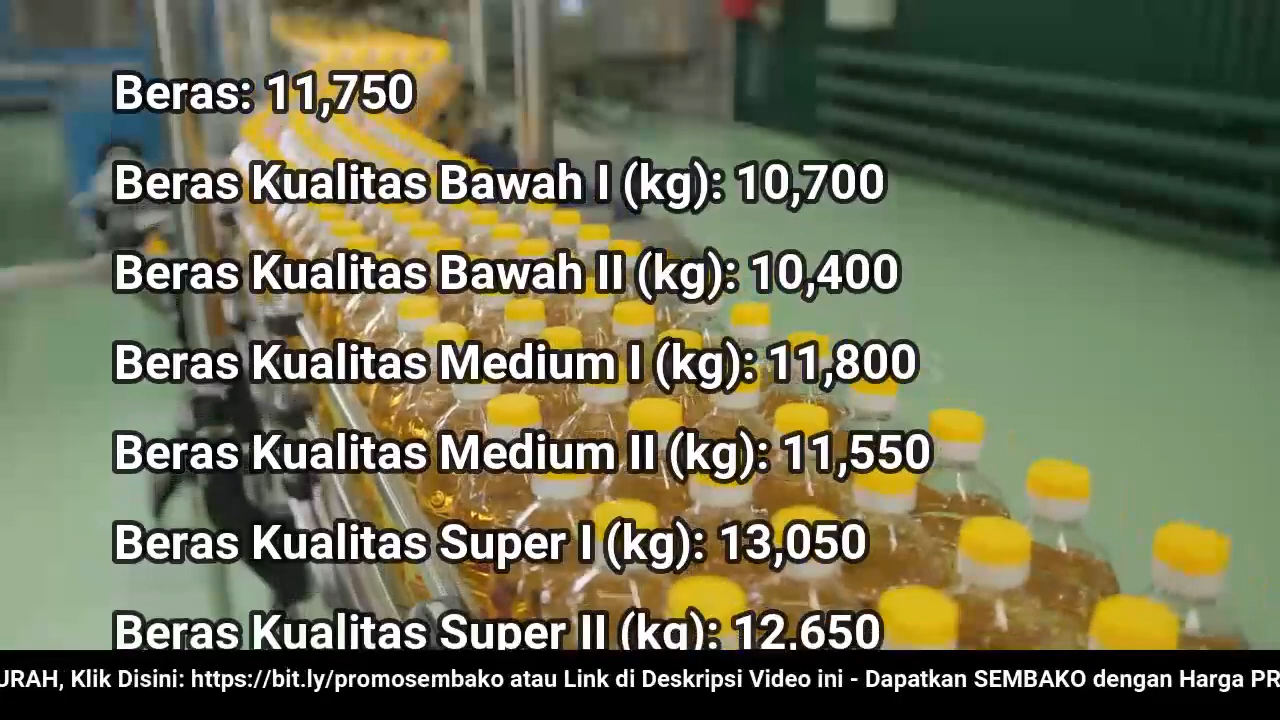 Beras: 11,750
Beras Kualitas Bawah I (kg): 10,700
Beras Kualitas Bawah II (kg): 10,400
Beras Kualitas Medium I (kg): 11,800
Beras Kualitas Medium II (kg): 11,550
Beras Kualitas Super I (kg): 13,050
Beras Kualitas Super II (kg): 12,650
URAH, Klik Disini: https://bit.ly/promosembako atau Link di Deskripsi Video ini - Dapatkan SEMBAKO dengan Harga PR